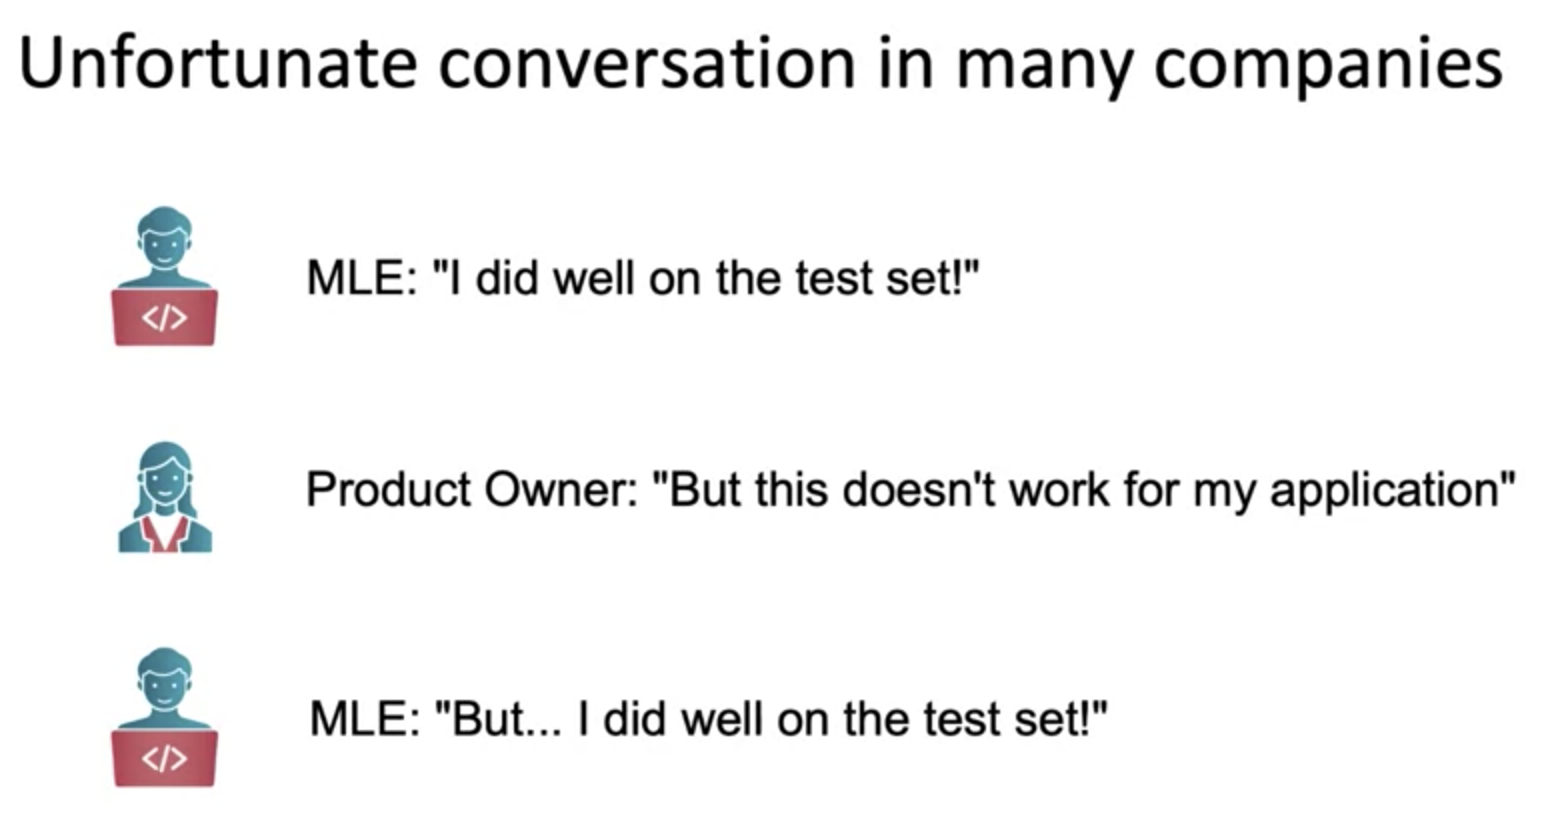 Unfortunate conversation in many companies
</>
MLE: "I did well on the test set!"
Product Owner: "But this doesn't work for my application"
</>
MLE: "But... I did well on the test set!"